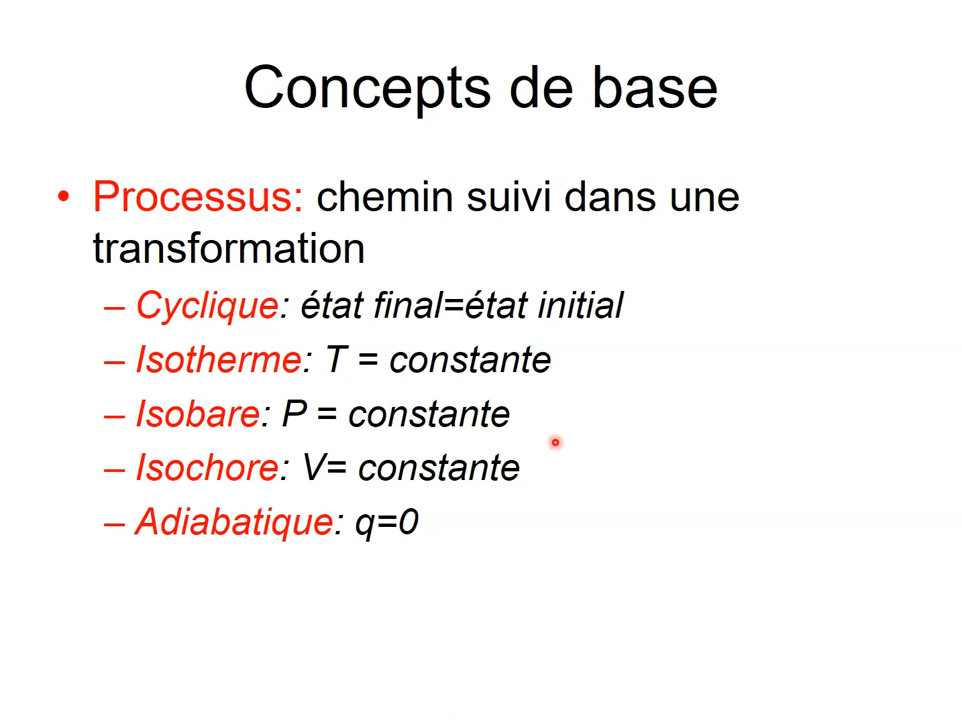 Concepts de base
• Processus: chemin suivi dans une
transformation
– Cyclique: état final=état initial
– Isotherme: T = constante
– Isobare: P = constante
– Isochore: V= constante
– Adiabatique: q=0